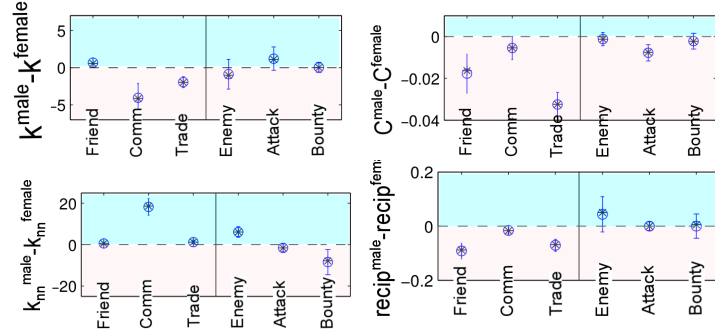 k^male-k^female
5
0
-5
Friend
Comm
Trade
Enemy
Attack
Bounty
C^male-C^female
0
-0.02
-0.04
Friend
Comm
Trade
Enemy
Attack
Bounty
k_nn^male-k_nn^female
20
0
-20
Friend
Comm
Trade
Enemy
Attack
Bounty
recip^male-recip^fem
0.2
0
-0.2
Friend
Comm
Trade
Enemy
Attack
Bounty